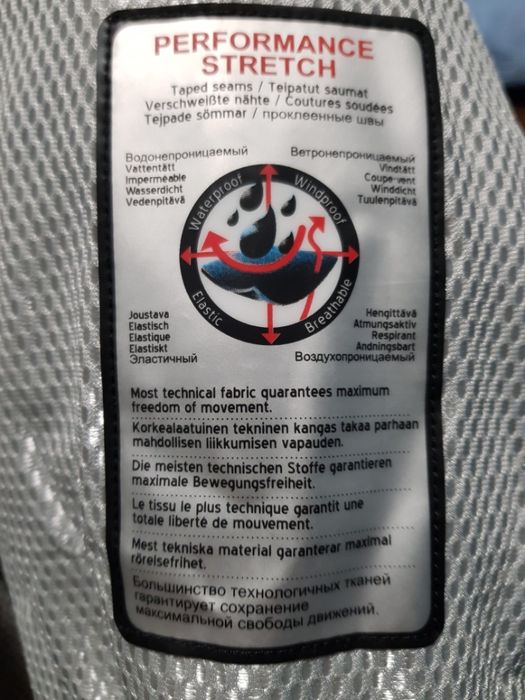 PERFORMANCE
STRETCH
Taped seams / Teipatut saumat
Verschweißte nähte / Coutures soudées
Tejpade sömmar / проклеенные швы
Водонепроницаемый
Vattentätt
Impermeable
Wasserdicht
Vedenpitävä
Ветронепроницаемый
Vindtätt
Coupe-vent
Winddicht
Tuulenpitävä
Waterproof
Windproof
Elastic
Breathable
Joustava
Elastisch
Elastique
Elastiskt
Эластичный
Hengittävä
Atmungsaktiv
Respirant
Andningsbart
Воздухопроницаемый
Most technical fabric quarantees maximum
freedom of movement.
Korkealaatuinen tekninen kangas takaa parhaan
mahdollisen liikkumisen vapauden.
Die meisten technischen Stoffe garantieren
maximale Bewegungsfreiheit.
Le tissu le plus technique garantit une
totale liberté de mouvement.
Mest tekniska material garanterar maximal
rörelsefrihet.
Большинство технологичных тканей
гарантирует сохранение
максимальной свободы движений.